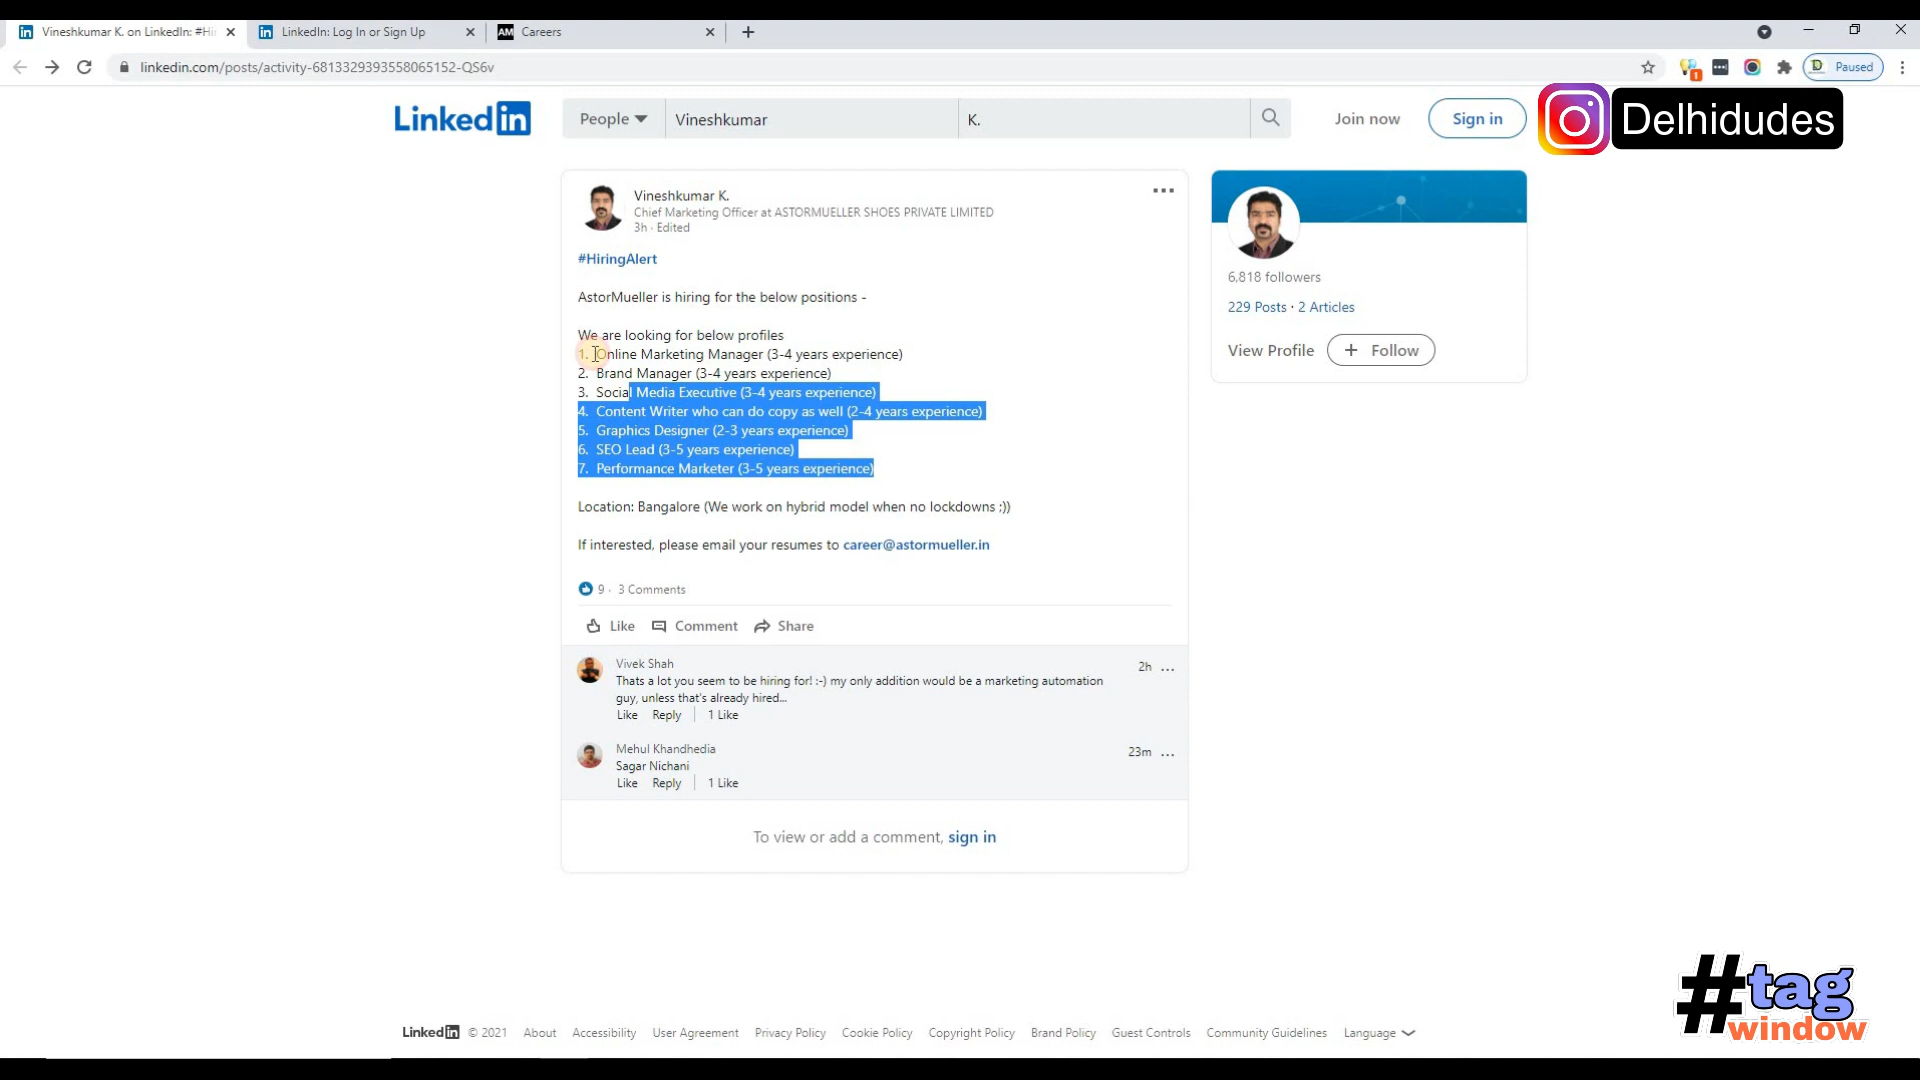 Vineshkumar K. on LinkedIn: #Hi
LinkedIn: Log In or Sign Up
AM Careers
linkedin.com/posts/activity-6813329393558065152-QS6v
1
D Paused
Linked in
People
Vineshkumar
K.
Join now
Sign in
Delhidudes
Vineshkumar K.
Chief Marketing Officer at ASTORMUELLER SHOES PRIVATE LIMITED
3h · Edited
#HiringAlert
AstorMueller is hiring for the below positions -
We are looking for below profiles
1. Online Marketing Manager (3-4 years experience)
2. Brand Manager (3-4 years experience)
3. Social Media Executive (3-4 years experience)
4. Content Writer who can do copy as well (2-4 years experience)
5. Graphics Designer (2-3 years experience)
6. SEO Lead (3-5 years experience)
7. Performance Marketer (3-5 years experience)
Location: Bangalore (We work on hybrid model when no lockdowns ;))
If interested, please email your resumes to career@astormueller.in
9 · 3 Comments
Like Comment Share
Vivek Shah
2h
Thats a lot you seem to be hiring for! :-) my only addition would be a marketing automation
guy, unless that's already hired...
Like Reply 1 Like
Mehul Khandhedia
23m
Sagar Nichani
Like Reply 1 Like
To view or add a comment, sign in
6,818 followers
229 Posts · 2 Articles
View Profile
+ Follow
#tag
window
Linked in © 2021 About Accessibility User Agreement Privacy Policy Cookie Policy Copyright Policy Brand Policy Guest Controls Community Guidelines Language